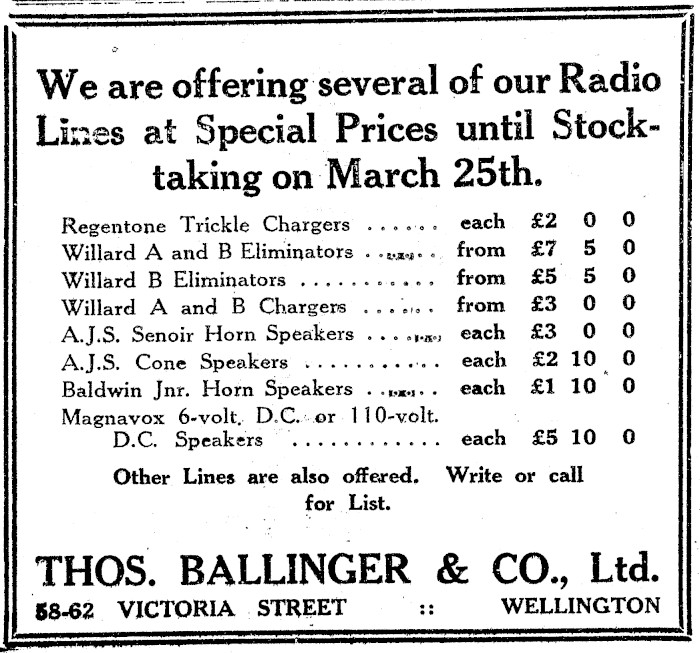 We are offering several of our Radio
Lines at Special Prices until Stock-
taking on March 25th.
Regentone Trickle Chargers ...... each £2 0 0
Willard A and B Eliminators ...... from £7 5 0
Willard B Eliminators ........... from £5 5 0
Willard A and B Chargers ...... from £3 0 0
A.J.S. Senoir Horn Speakers ...... each £3 0 0
A.J.S. Cone Speakers ........... each £2 10 0
Baldwin Jnr. Horn Speakers ...... each £1 10 0
Magnavox 6-volt. D.C. or 110-volt.
D.C. Speakers ............ each £5 10 0
Other Lines are also offered. Write or call
for List.
THOS. BALLINGER & CO., Ltd.
58-62 VICTORIA STREET :: WELLINGTON